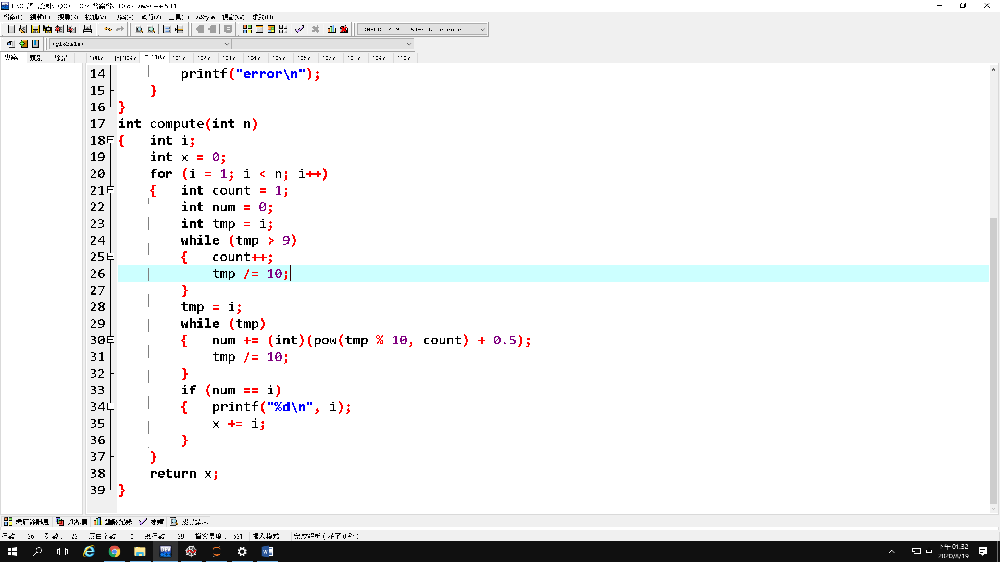 F:\C 語言資料\TQC C    C V2答案檔\310.c - Dev-C++ 5.11
檔案(F) 編輯(E) 搜尋(S) 檢視(V) 專案(P) 執行(Z) 工具(T) AStyle 視窗(W) 求助(H)
TDM-GCC 4.9.2 64-bit Release
(globals)
專案 類別 除錯 308.c [*] 309.c [*] 310.c 401.c 402.c 403.c 404.c 405.c 406.c 407.c 408.c 409.c 410.c
14         printf("error\n");
15     }
16 }
17 int compute(int n)
18 {   int i;
19     int x = 0;
20     for (i = 1; i < n; i++)
21     {   int count = 1;
22         int num = 0;
23         int tmp = i;
24         while (tmp > 9)
25         {   count++;
26             tmp /= 10;
27         }
28         tmp = i;
29         while (tmp)
30         {   num += (int)(pow(tmp % 10, count) + 0.5);
31             tmp /= 10;
32         }
33         if (num == i)
34         {   printf("%d\n", i);
35             x += i;
36         }
37     }
38     return x;
39 }
編譯器訊息 資源檔 編譯紀錄 除錯 搜尋結果
行數: 26 列數: 23 反白字數: 0 總行數: 39 檔案長度: 531 插入模式 完成解析 ( 花了 0 秒 )
DEV 中 下午 01:32
2020/8/19